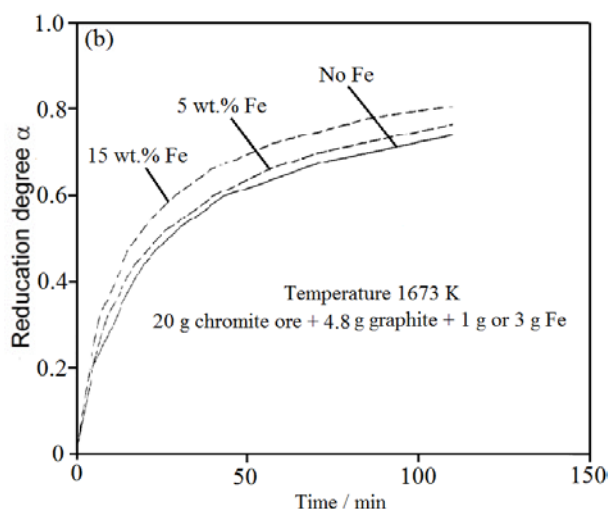 (b)
1.0
0.8
0.6
0.4
0.2
0
Reducation degree α
No Fe
5 wt.% Fe
15 wt.% Fe
Temperature 1673 K
20 g chromite ore + 4.8 g graphite + 1 g or 3 g Fe
0
50
100
150
Time / min